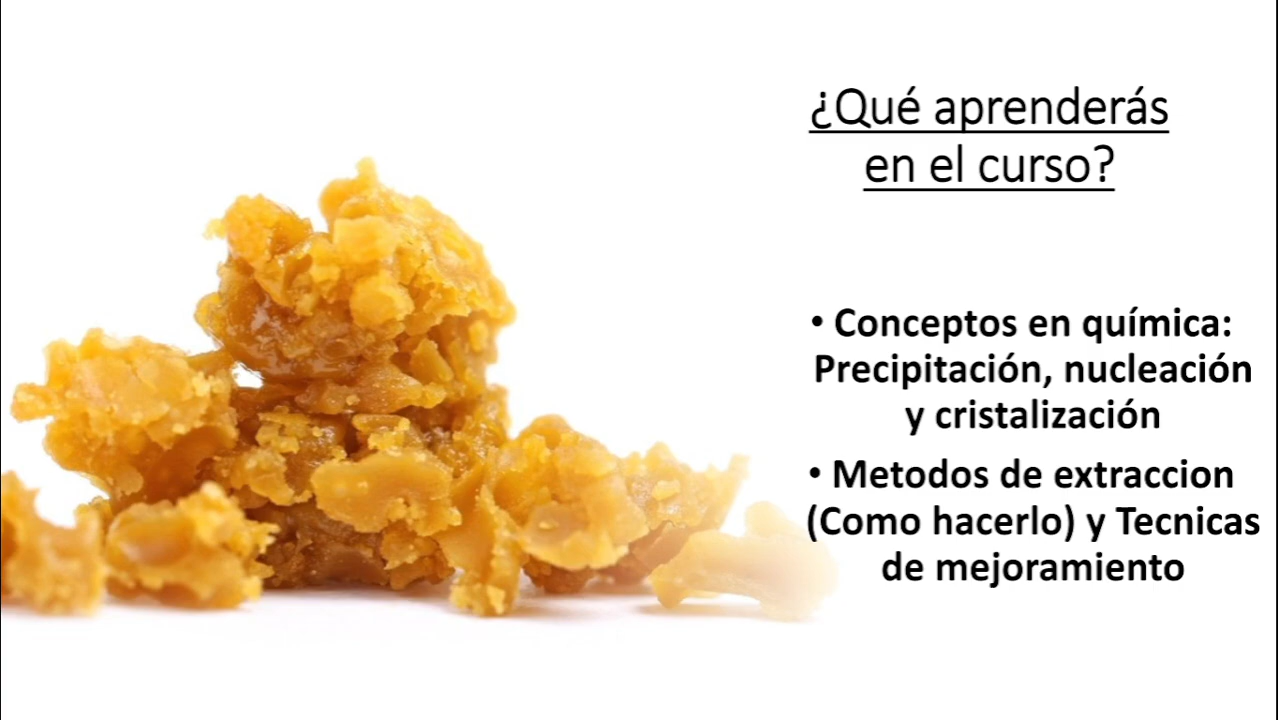 ¿Qué aprenderás
en el curso?
• Conceptos en química:
Precipitación, nucleación
y cristalización
• Metodos de extraccion
(Como hacerlo) y Tecnicas
de mejoramiento